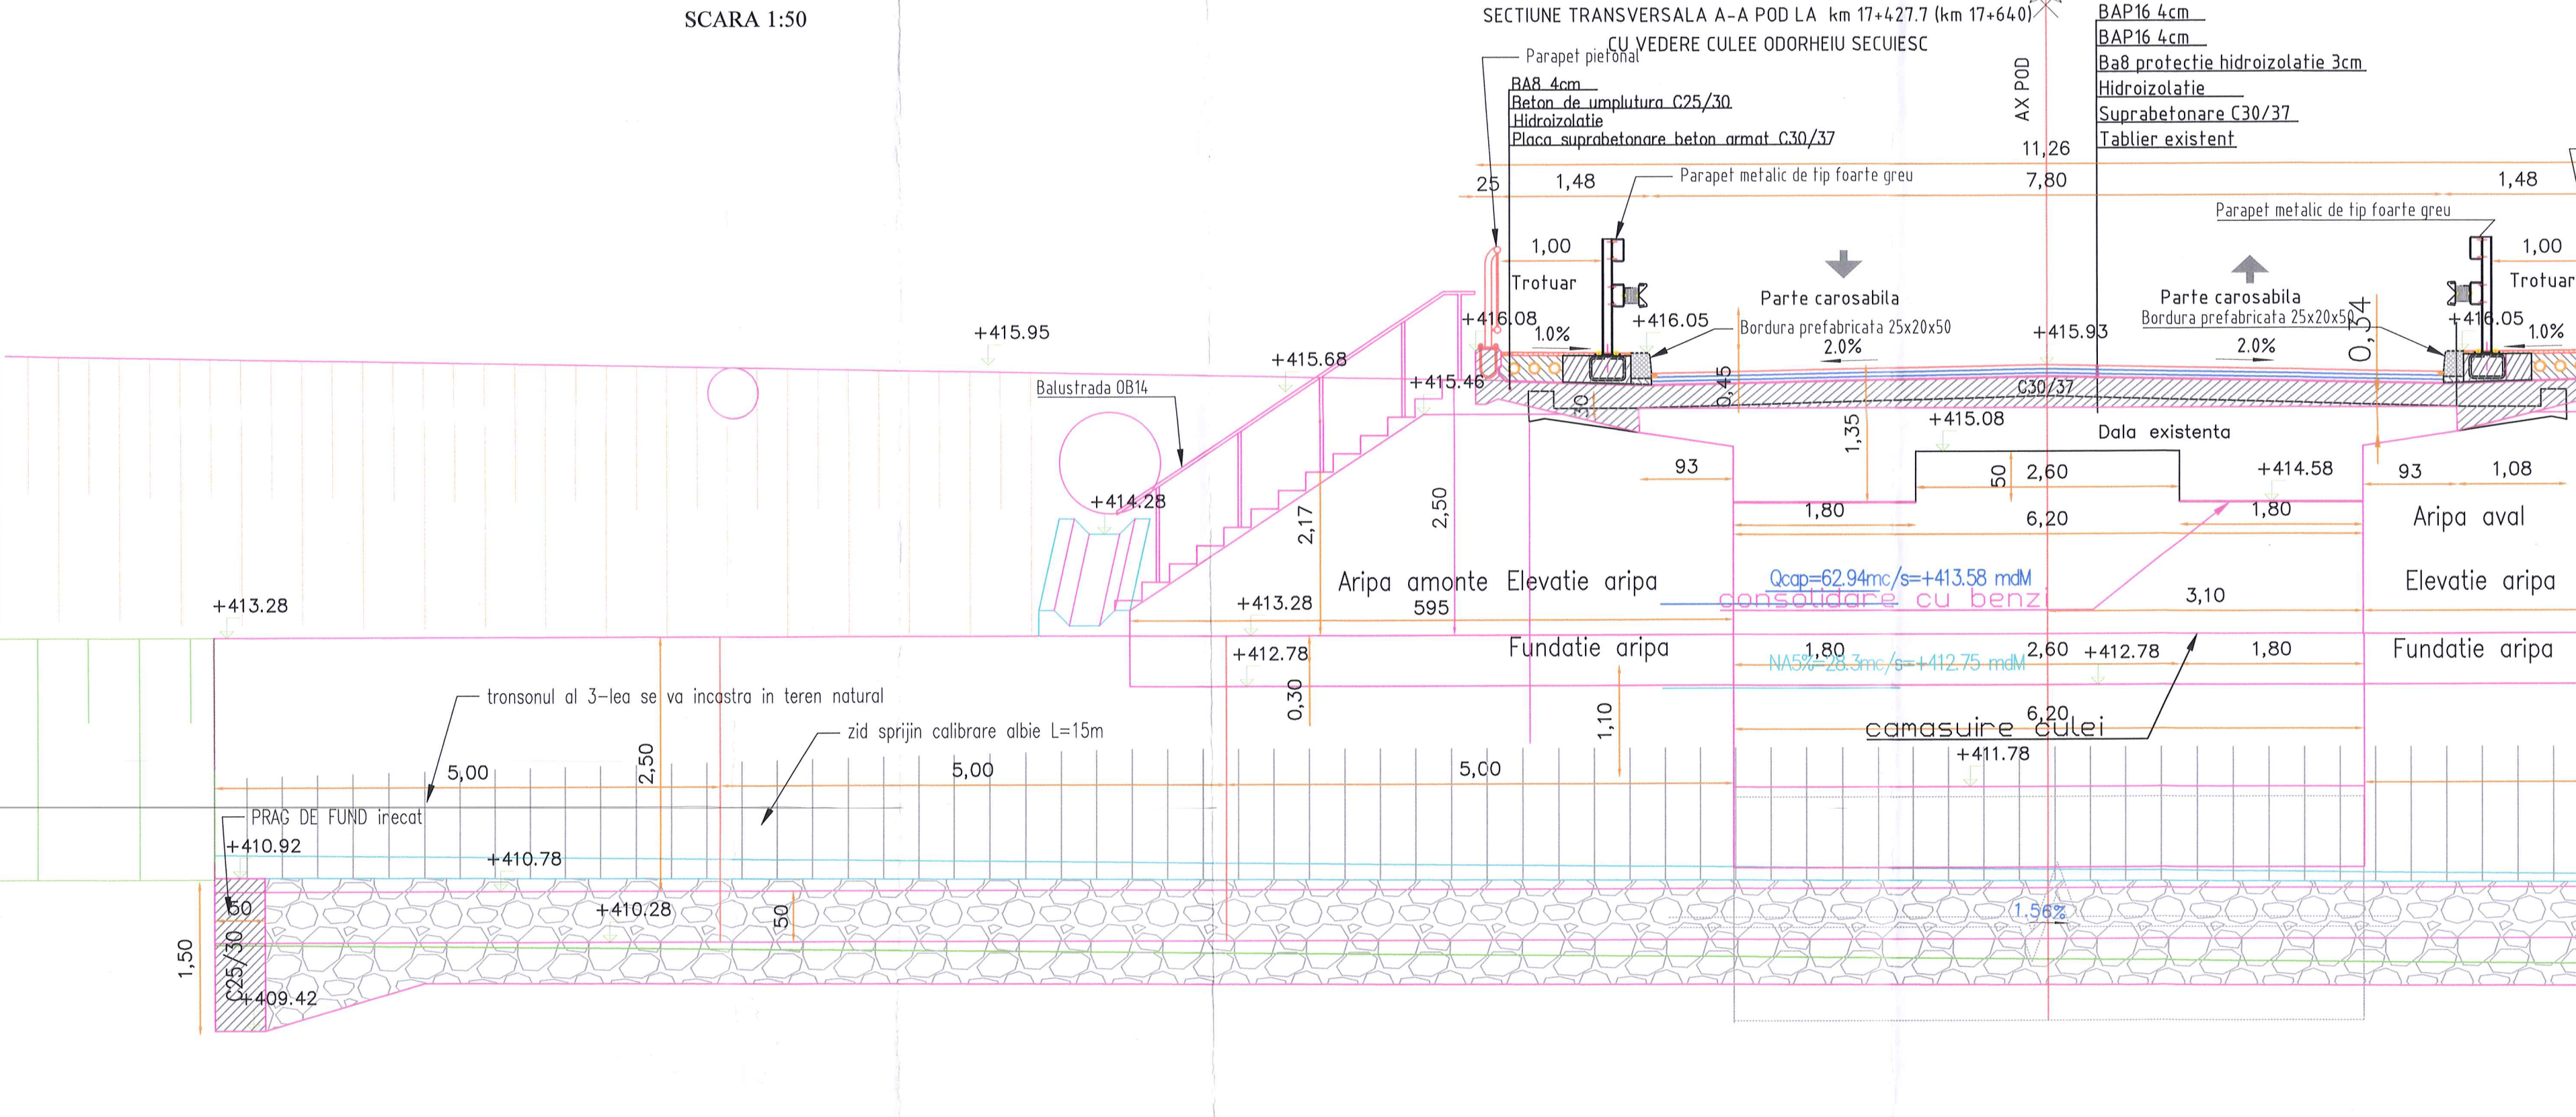 SCARA 1:50
SECTIUNE TRANSVERSALA A-A POD LA km 17+427.7 (km 17+640)
CU VEDERE CULEE ODORHEIU SECUIESC
Parapet pietonal
BA8 4cm
Beton de umplutura C25/30
Hidroizolatie
Placa suprabetonare beton armat C30/37
AX POD
BAP16 4cm
BAP16 4cm
Ba8 protectie hidroizolatie 3cm
Hidroizolatie
Suprabetonare C30/37
Tablier existent
11,26
25
1,48
Parapet metalic de tip foarte greu
7,80
1,48
Parapet metalic de tip foarte greu
1,00
1,00
Trotuar
Trotuar
Parte carosabila
Parte carosabila
Bordura prefabricata 25x20x50
Bordura prefabricata 25x20x50
+416.08
+416.05
+415.93
+416.05
0,34
1.0%
2.0%
2.0%
1.0%
+415.95
+415.68
+415.46
Balustrada OB14
30
0,45
C30/37
1,35
+415.08
Dala existenta
93
50
2,60
+414.58
93
1,08
+414.28
2,17
2,50
1,80
6,20
1,80
Aripa aval
Aripa amonte
Elevatie aripa
Qcap=62.94mc/s=+413.58 mdM
Elevatie aripa
consolidare cu benzi
3,10
+413.28
+413.28
595
Fundatie aripa
1,80
2,60
+412.78
1,80
Fundatie aripa
+412.78
NA5%=28.3mc/s=+412.75 mdM
0,30
1,10
tronsonul al 3-lea se va incastra in teren natural
zid sprijin calibrare albie L=15m
6,20
camasuire culei
+411.78
2,50
5,00
5,00
5,00
PRAG DE FUND inecat
+410.92
+410.78
50
+410.28
50
1.56%
1,50
C25/30
+409.42